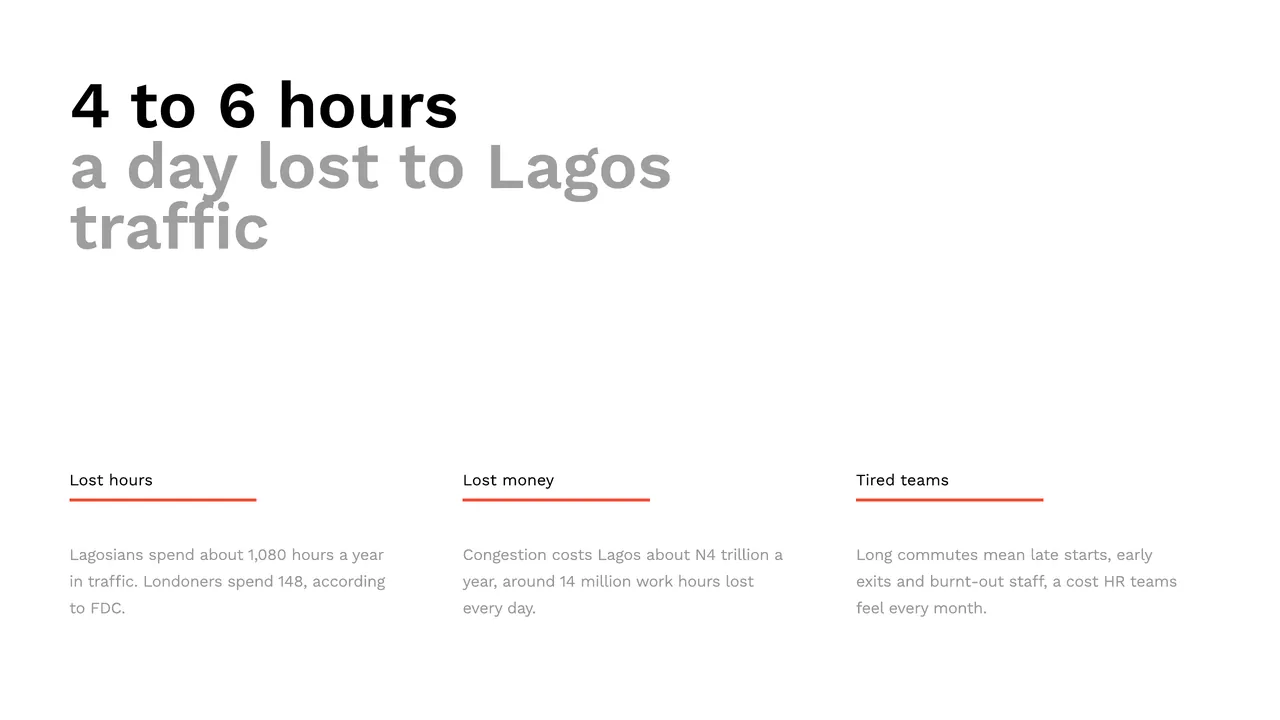 4 to 6 hours
a day lost to Lagos
traffic
Lost hours
Lagosians spend about 1,080 hours a year
in traffic. Londoners spend 148, according
to FDC.
Lost money
Congestion costs Lagos about N4 trillion a
year, around 14 million work hours lost
every day.
Tired teams
Long commutes mean late starts, early
exits and burnt-out staff, a cost HR teams
feel every month.